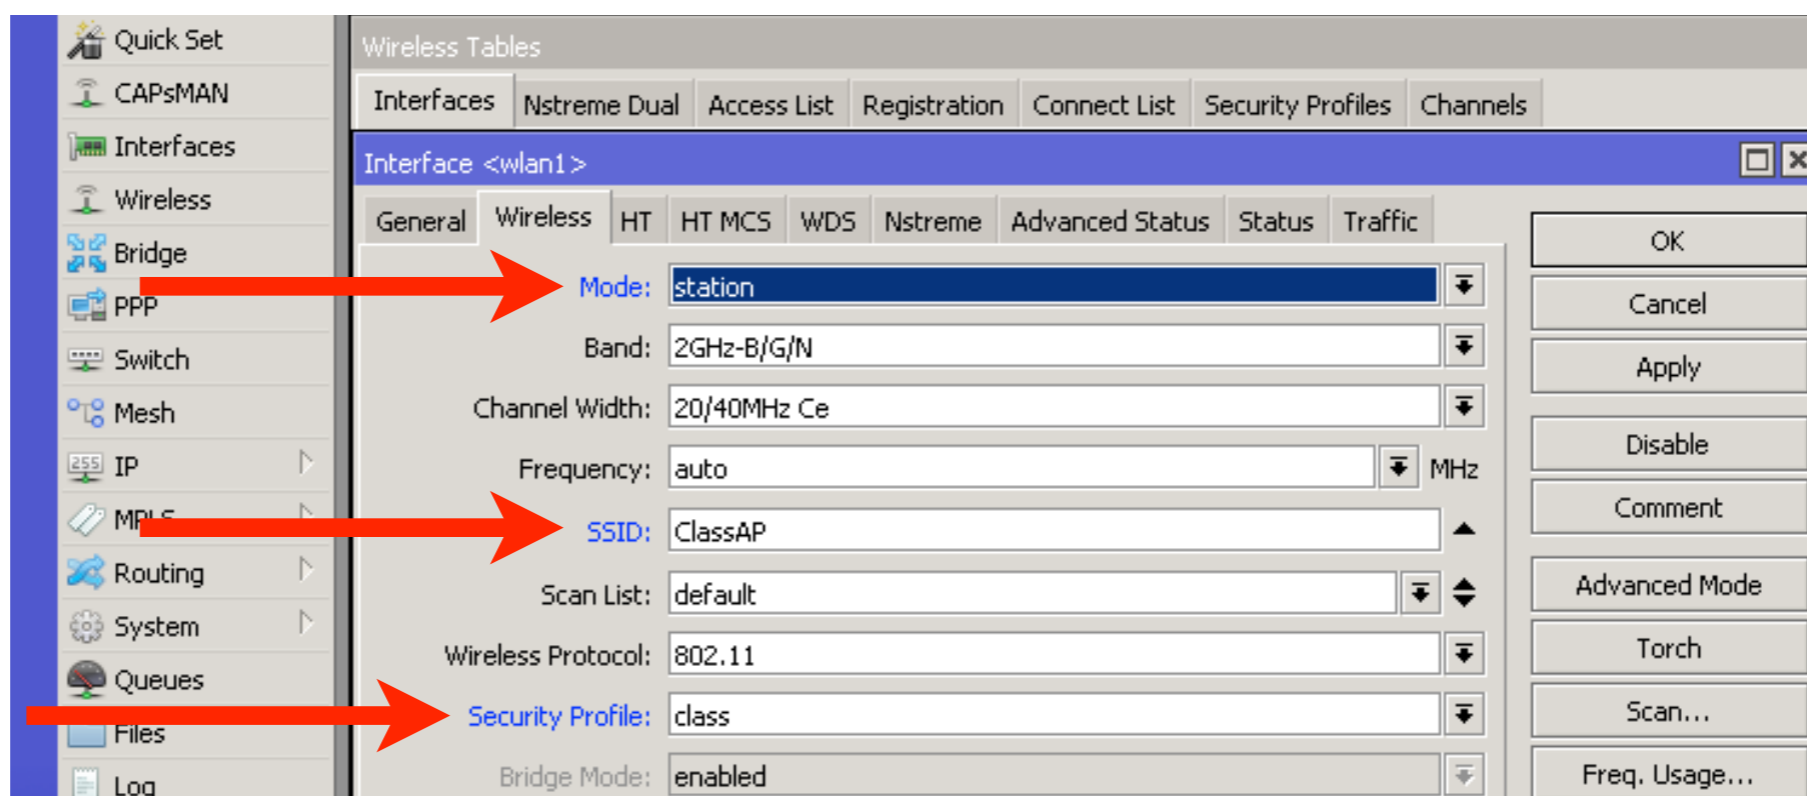 Quick Set
CAPsMAN
Interfaces
Wireless
Bridge
PPP
Switch
Mesh
IP
MPLS
Routing
System
Queues
Files
Log
Wireless Tables
Interfaces Nstreme Dual Access List Registration Connect List Security Profiles Channels
Interface <wlan1>
General Wireless HT HT MCS WDS Nstreme Advanced Status Status Traffic
Mode: station
Band: 2GHz-B/G/N
Channel Width: 20/40MHz Ce
Frequency: auto MHz
SSID: ClassAP
Scan List: default
Wireless Protocol: 802.11
Security Profile: class
Bridge Mode: enabled
OK
Cancel
Apply
Disable
Comment
Advanced Mode
Torch
Scan...
Freq. Usage...